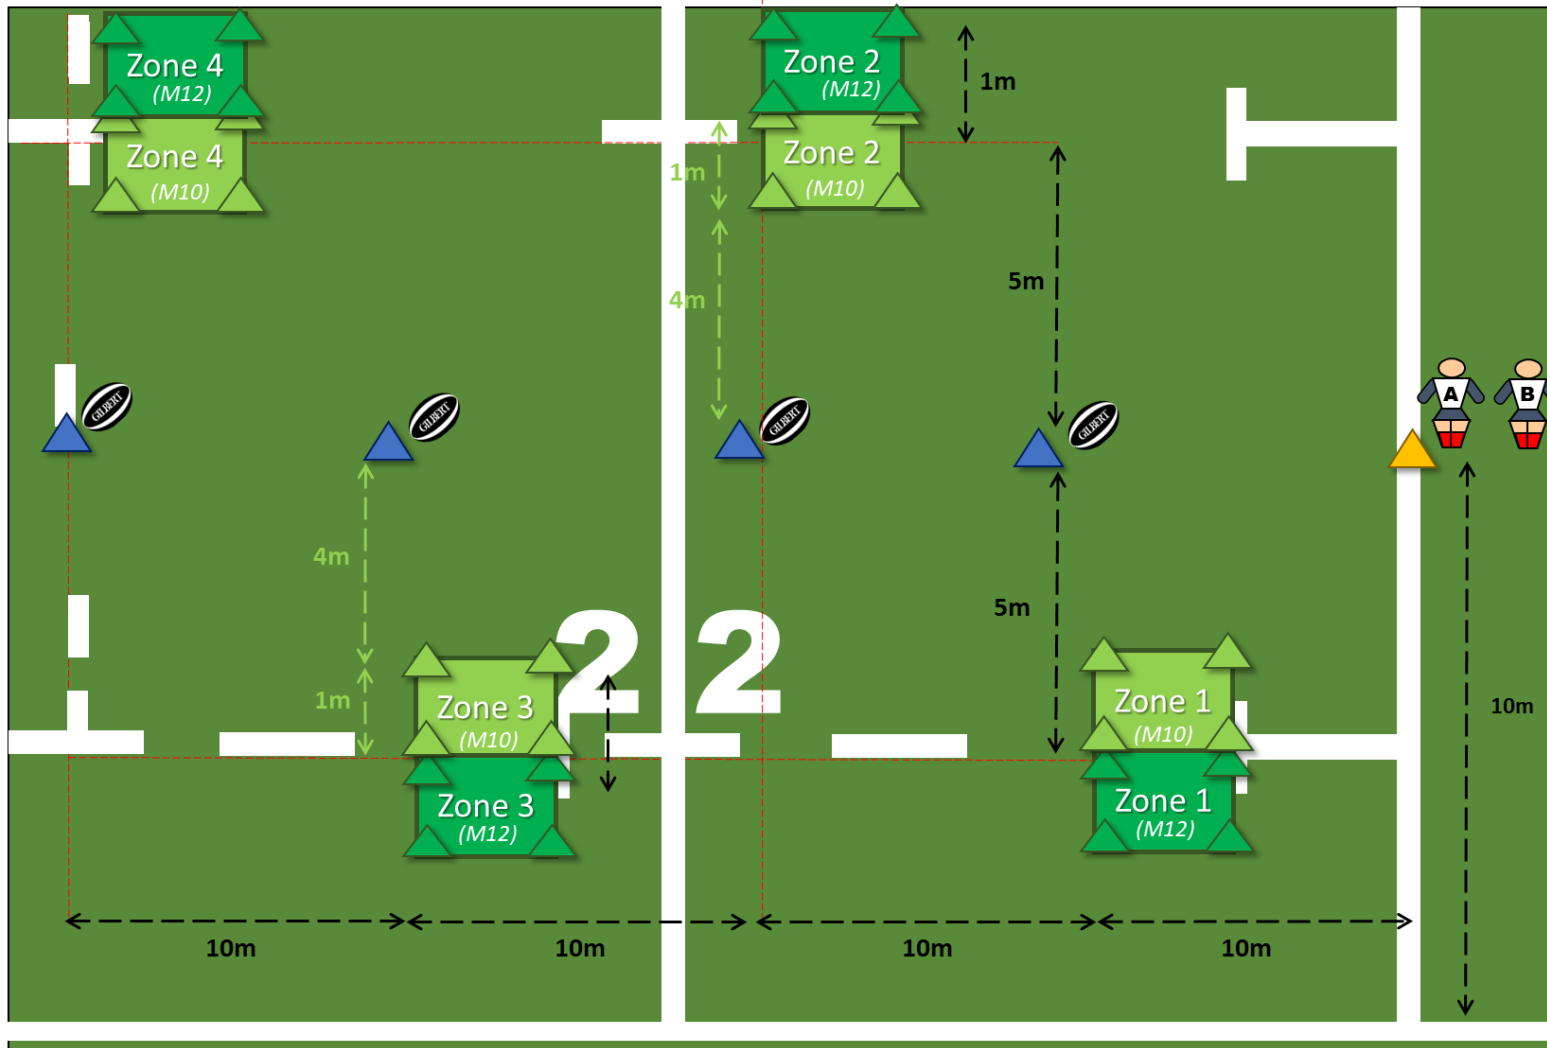 Zone 4
(M12)
Zone 4
(M10)
Zone 2
(M12)
Zone 2
(M10)
1m
1m
5m
4m
GILBERT
GILBERT
GILBERT
GILBERT
A
B
4m
5m
22
1m
Zone 3
(M10)
Zone 3
(M12)
Zone 1
(M10)
Zone 1
(M12)
10m
10m
10m
10m
10m